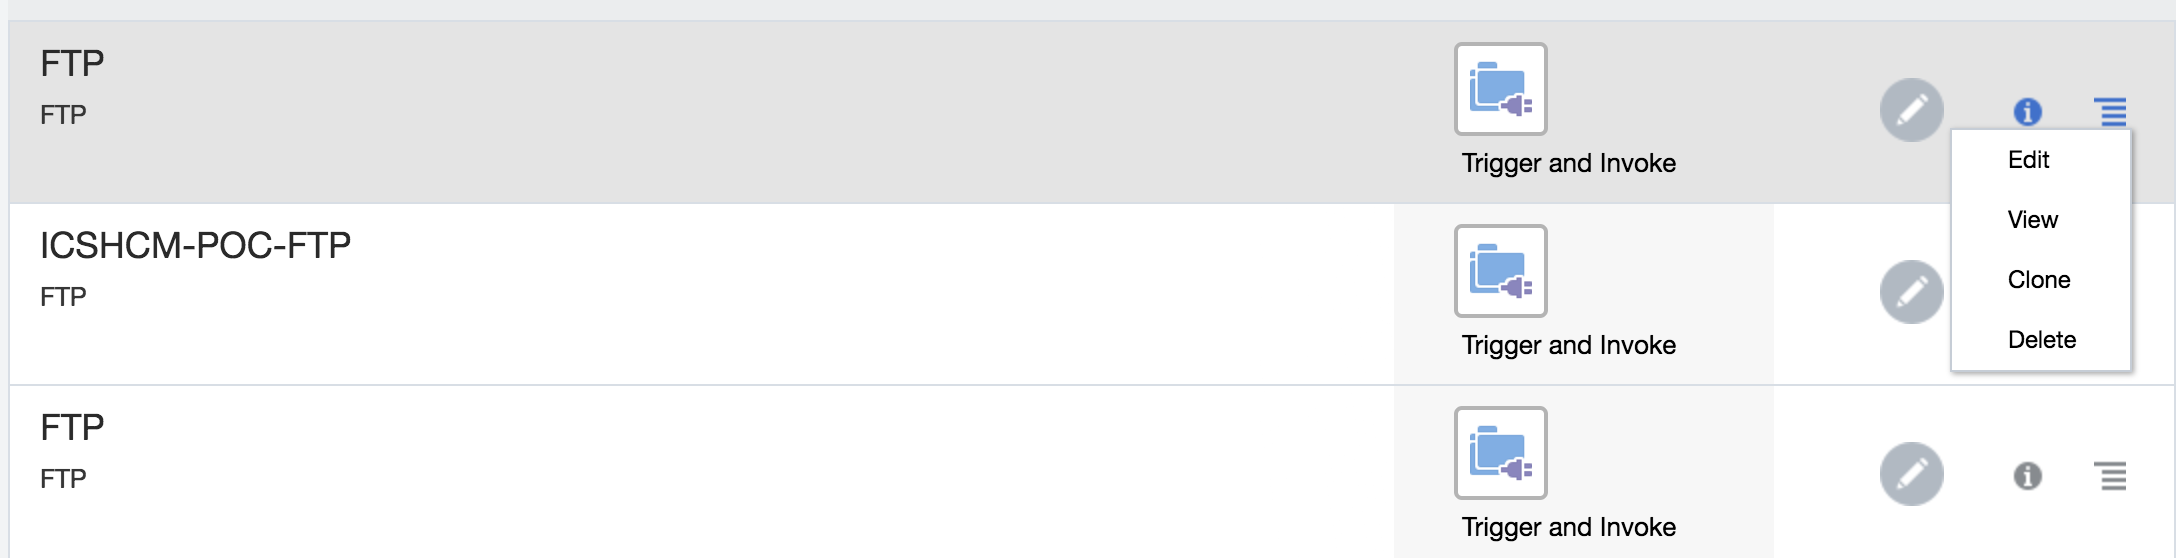 FTP
FTP
Trigger and Invoke
Edit
View
Clone
Delete
ICSHCM-POC-FTP
FTP
Trigger and Invoke
FTP
FTP
Trigger and Invoke